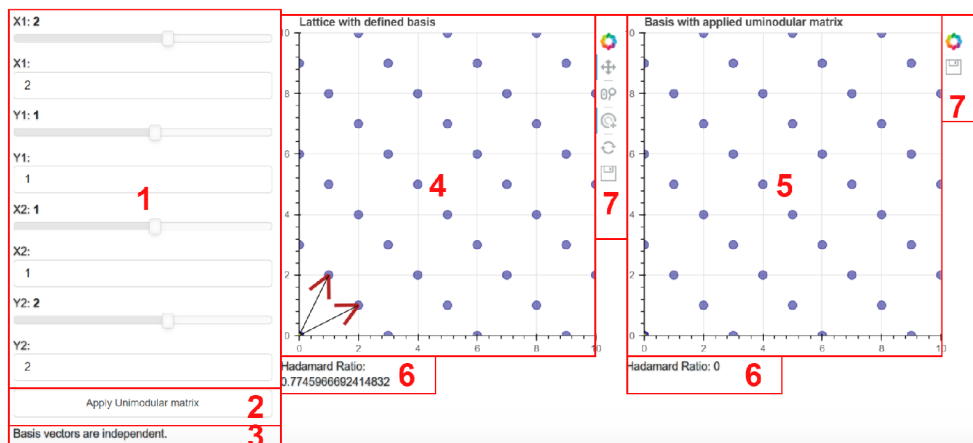 X1: 2
X1:
2
Y1: 1
Y1:
1
1
X2: 1
X2:
1
Y2: 2
Y2:
2
Apply Unimodular matrix
2
Basis vectors are independent.
3
Lattice with defined basis
10
8
6
4
2
0
0
2
4
6
8
10
4
7
Hadamard Ratio:
0.7745966692414832
6
Basis with applied uminodular matrix
10
8
6
4
2
0
0
2
4
6
8
10
5
7
Hadamard Ratio: 0
6